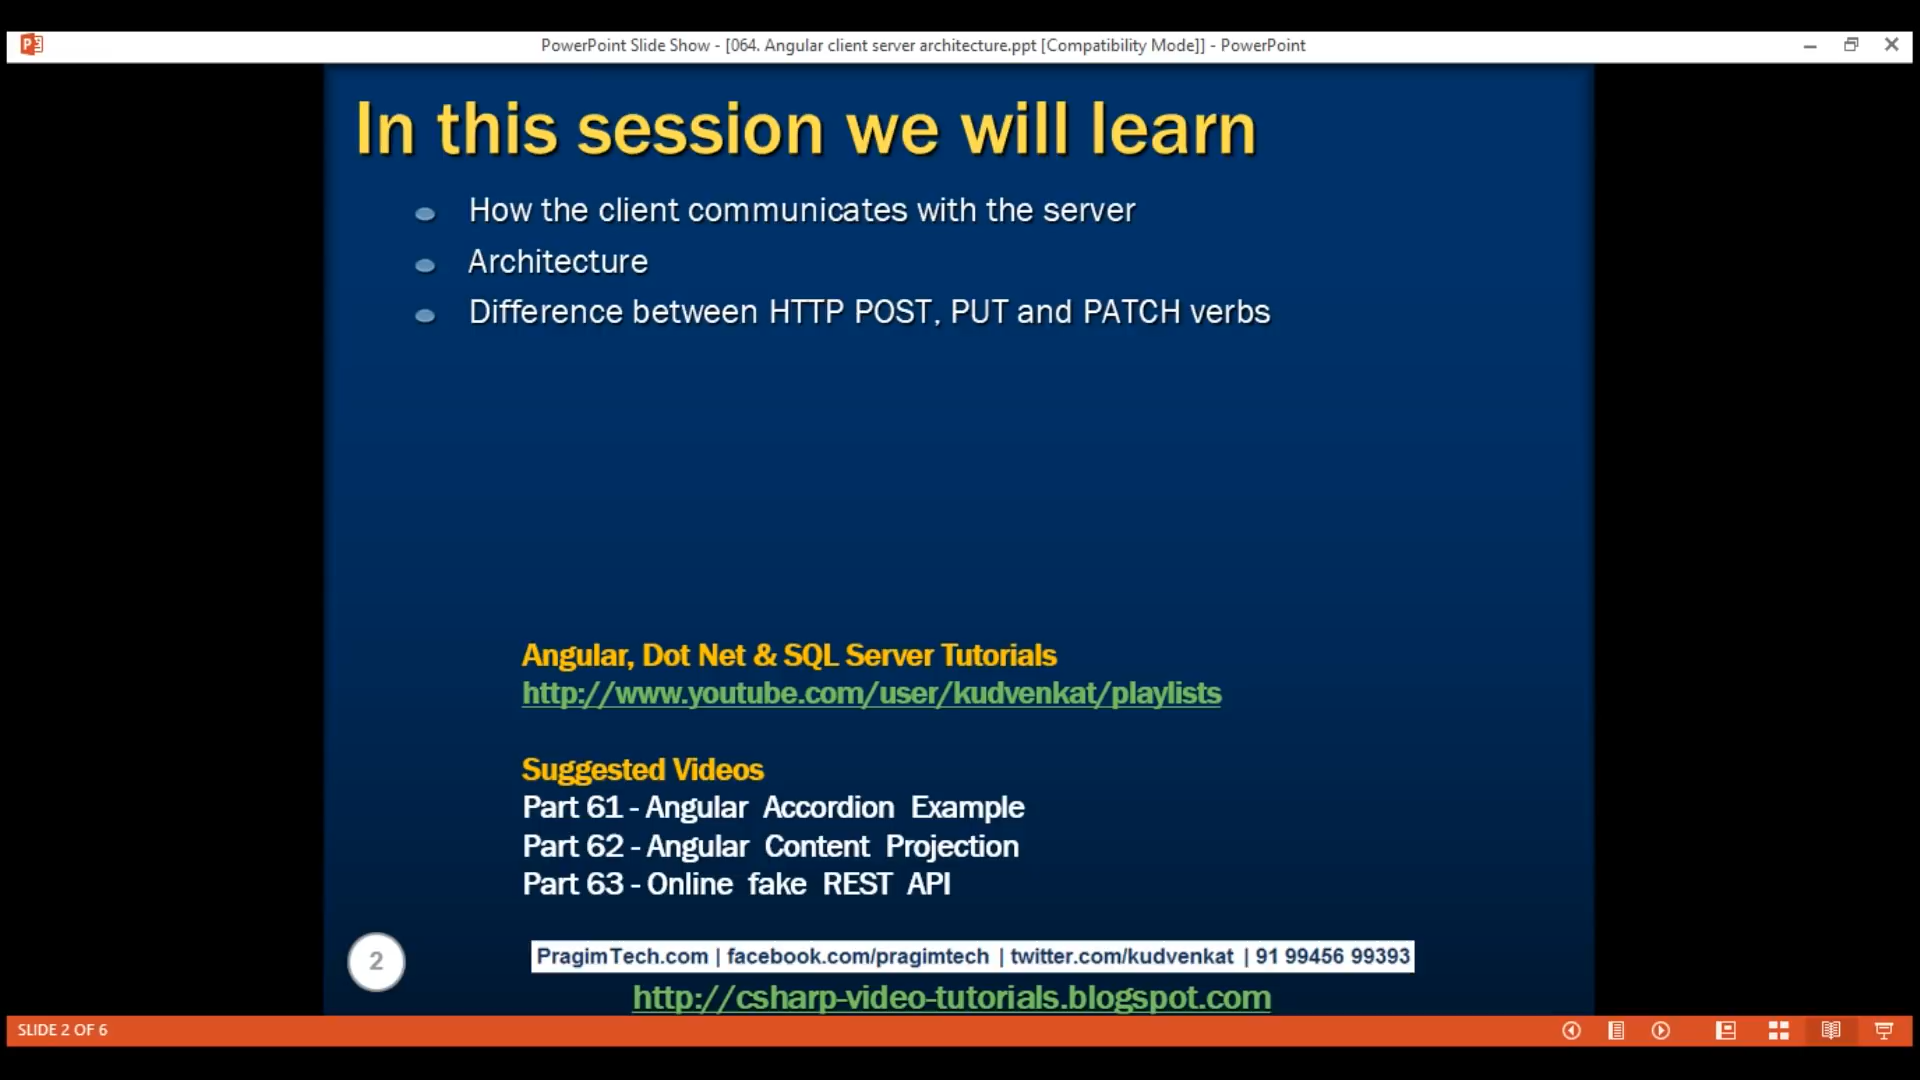 PowerPoint Slide Show - [064. Angular client server architecture.ppt [Compatibility Mode]] - PowerPoint
In this session we will learn
How the client communicates with the server
Architecture
Difference between HTTP POST, PUT and PATCH verbs
Angular, Dot Net & SQL Server Tutorials
http://www.youtube.com/user/kudvenkat/playlists
Suggested Videos
Part 61 - Angular Accordion Example
Part 62 - Angular Content Projection
Part 63 - Online fake REST API
2
PragimTech.com | facebook.com/pragimtech | twitter.com/kudvenkat | 91 99456 99393
http://csharp-video-tutorials.blogspot.com
SLIDE 2 OF 6